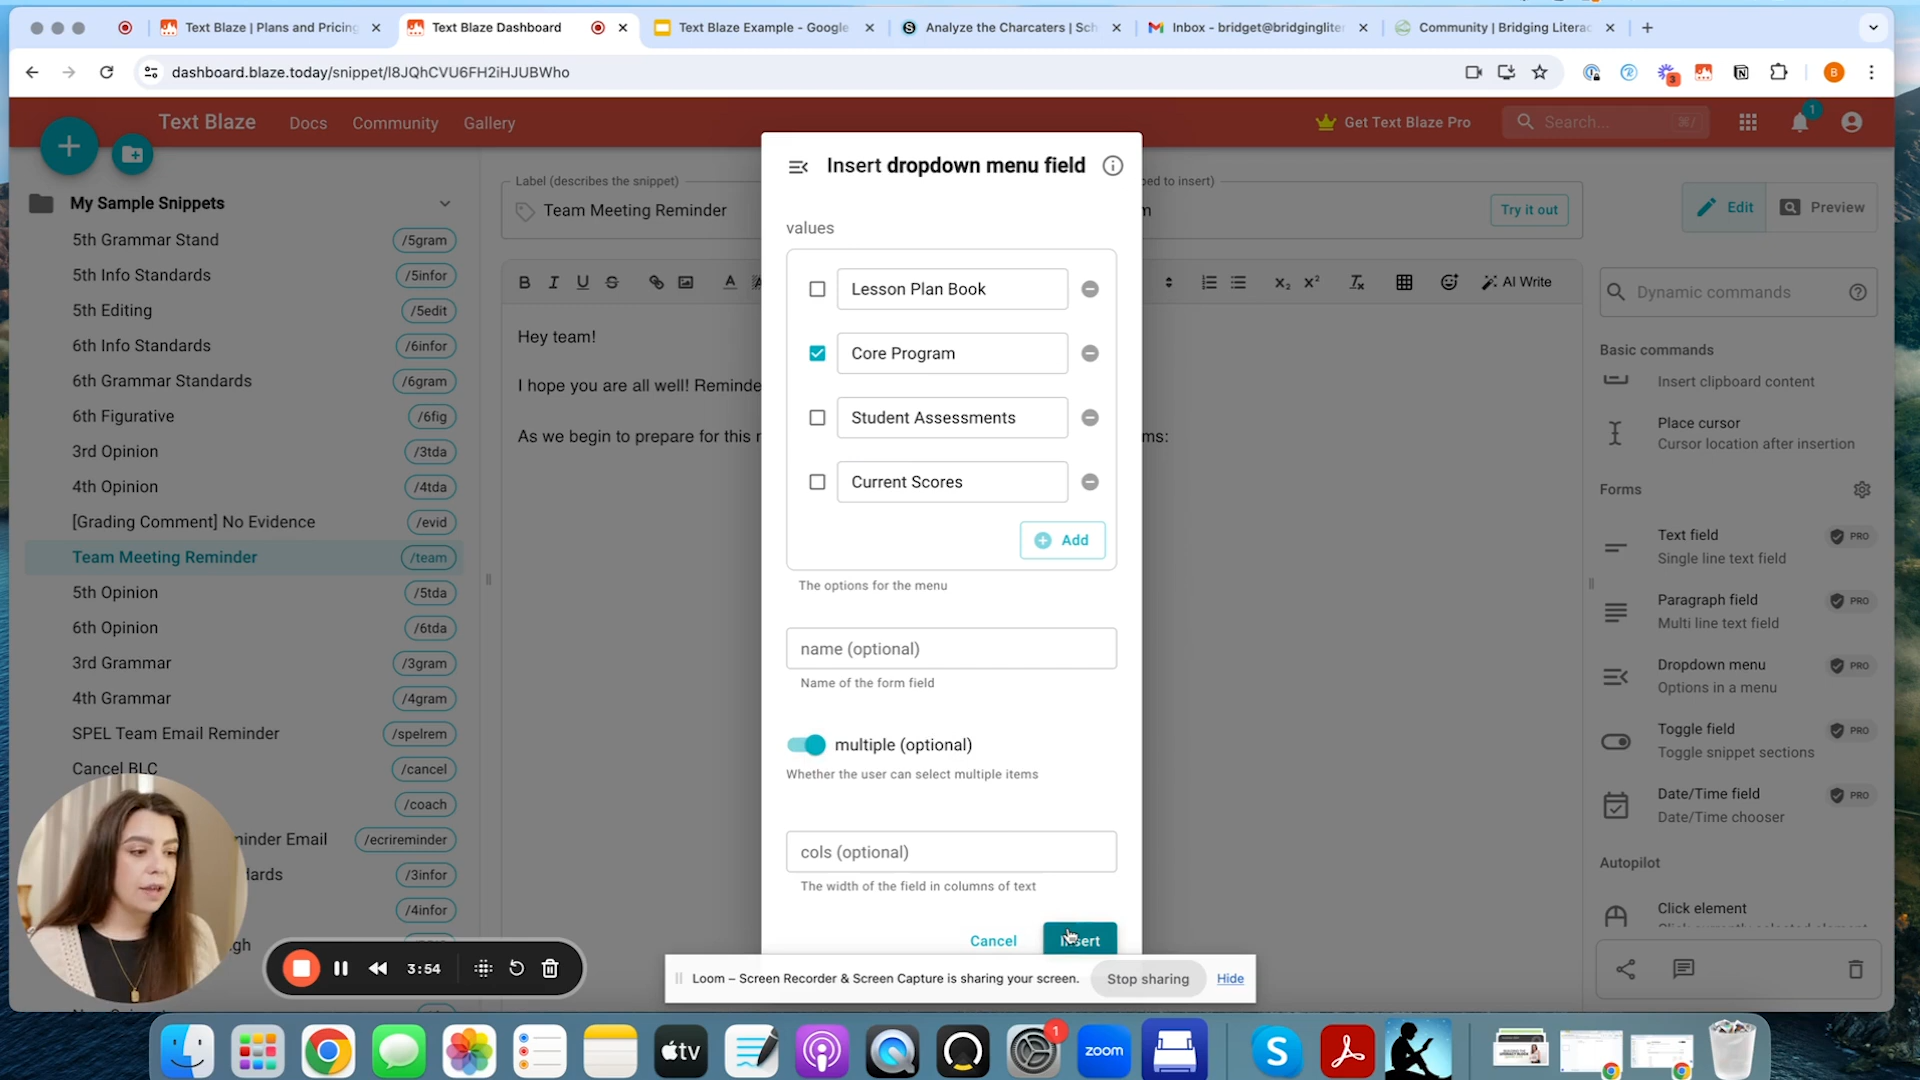 Text Blaze | Plans and Pricing
Text Blaze Dashboard
Text Blaze Example - Google
Analyze the Charcaters | Sch
Inbox - bridget@bridginglite
Community | Bridging Literac
dashboard.blaze.today/snippet/l8JQhCVU6FH2iHJUBWho
3
B
Text Blaze
Docs
Community
Gallery
Get Text Blaze Pro
Search...
⌘/
1
My Sample Snippets
5th Grammar Stand /5gram
5th Info Standards /5infor
5th Editing /5edit
6th Info Standards /6infor
6th Grammar Standards /6gram
6th Figurative /6fig
3rd Opinion /3tda
4th Opinion /4tda
[Grading Comment] No Evidence /evid
Team Meeting Reminder /team
5th Opinion /5tda
6th Opinion /6tda
3rd Grammar /3gram
4th Grammar /4gram
SPEL Team Email Reminder /spelrem
Cancel BLC /cancel
/coach
ninder Email /ecrireminder
lards /3infor
/4infor
gh
3:54
Label (describes the snippet)
Team Meeting Reminder
ped to insert)
m
Try it out
Edit
Preview
B I U S
A
X₂ X²
AI Write
Hey team!
I hope you are all well! Reminde
As we begin to prepare for this r
ms:
Insert dropdown menu field
values
Lesson Plan Book
Core Program
Student Assessments
Current Scores
Add
The options for the menu
name (optional)
Name of the form field
multiple (optional)
Whether the user can select multiple items
cols (optional)
The width of the field in columns of text
Cancel
Insert
Loom – Screen Recorder & Screen Capture is sharing your screen.
Stop sharing
Hide
Dynamic commands
Basic commands
Insert clipboard content
Place cursor
Cursor location after insertion
Forms
Text field PRO
Single line text field
Paragraph field PRO
Multi line text field
Dropdown menu PRO
Options in a menu
Toggle field PRO
Toggle snippet sections
Date/Time field PRO
Date/Time chooser
Autopilot
Click element
tv
1
zoom
S